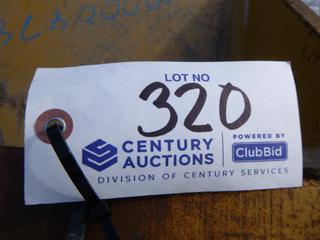 LOT NO
320
CENTURY
AUCTIONS
POWERED BY
ClubBid
DIVISION OF CENTURY SERVICES